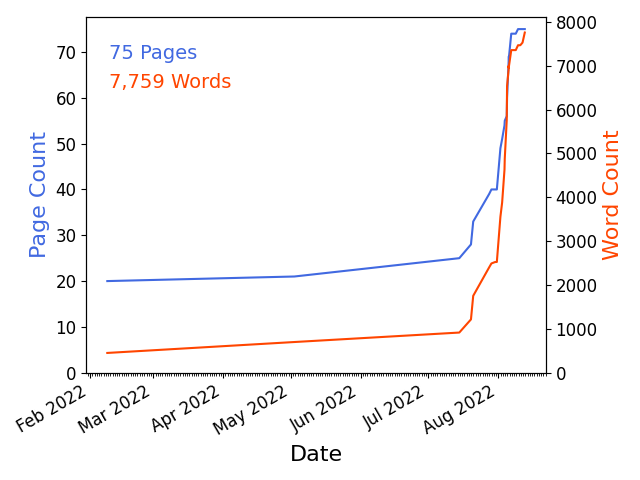 75 Pages
7,759 Words
Page Count
70
60
50
40
30
20
10
0
8000
7000
6000
5000
4000
3000
2000
1000
0
Word Count
Feb 2022
Mar 2022
Apr 2022
May 2022
Jun 2022
Jul 2022
Aug 2022
Date